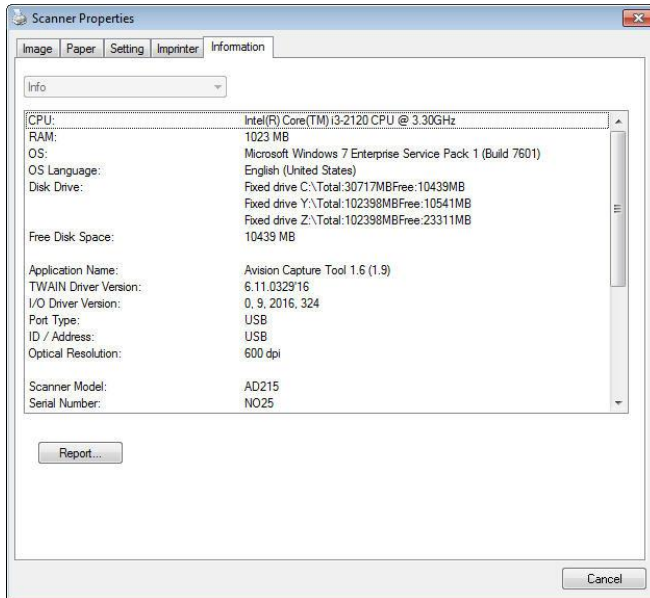 Scanner Properties
Image Paper Setting Imprinter Information
Info
CPU: Intel(R) Core(TM) i3-2120 CPU @ 3.30GHz
RAM: 1023 MB
OS: Microsoft Windows 7 Enterprise Service Pack 1 (Build 7601)
OS Language: English (United States)
Disk Drive: Fixed drive C:\Total:30717MBFree:10439MB
Fixed drive Y:\Total:102398MBFree:10541MB
Fixed drive Z:\Total:102398MBFree:23311MB
Free Disk Space: 10439 MB
Application Name: Avision Capture Tool 1.6 (1.9)
TWAIN Driver Version: 6.11.0329'16
I/O Driver Version: 0, 9, 2016, 324
Port Type: USB
ID / Address: USB
Optical Resolution: 600 dpi
Scanner Model: AD215
Serial Number: NO25
Report...
Cancel